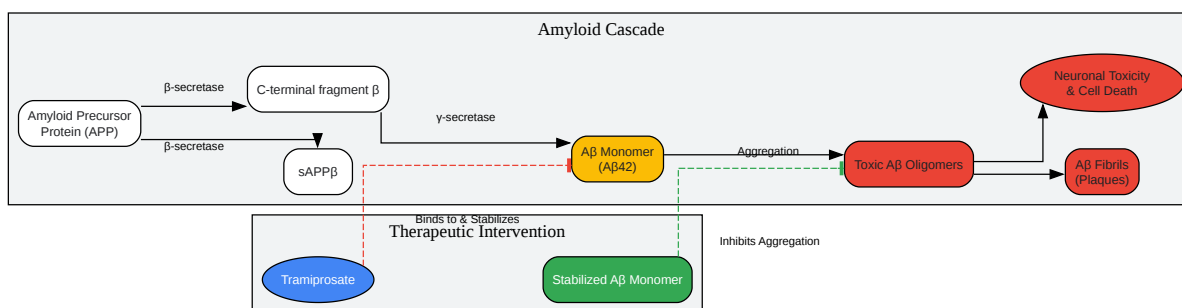 Amyloid Cascade
Neuronal Toxicity
& Cell Death
β-secretase
C-terminal fragment β
Amyloid Precursor
Protein (APP)
γ-secretase
β-secretase
Aβ Monomer
(Aβ42)
Aggregation
Toxic Aβ Oligomers
Aβ Fibrils
(Plaques)
sAPPβ
Binds to & Stabilizes
Therapeutic Intervention
Inhibits Aggregation
Tramiprosate
Stabilized Aβ Monomer